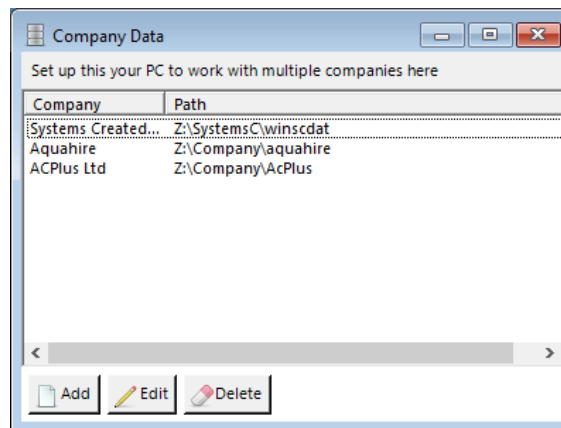 Company Data
Set up this your PC to work with multiple companies here
Company Path
Systems Created... Z:\SystemsC\winscdat
Aquahire Z:\Company\aquahire
ACPlus Ltd Z:\Company\AcPlus
Add Edit Delete